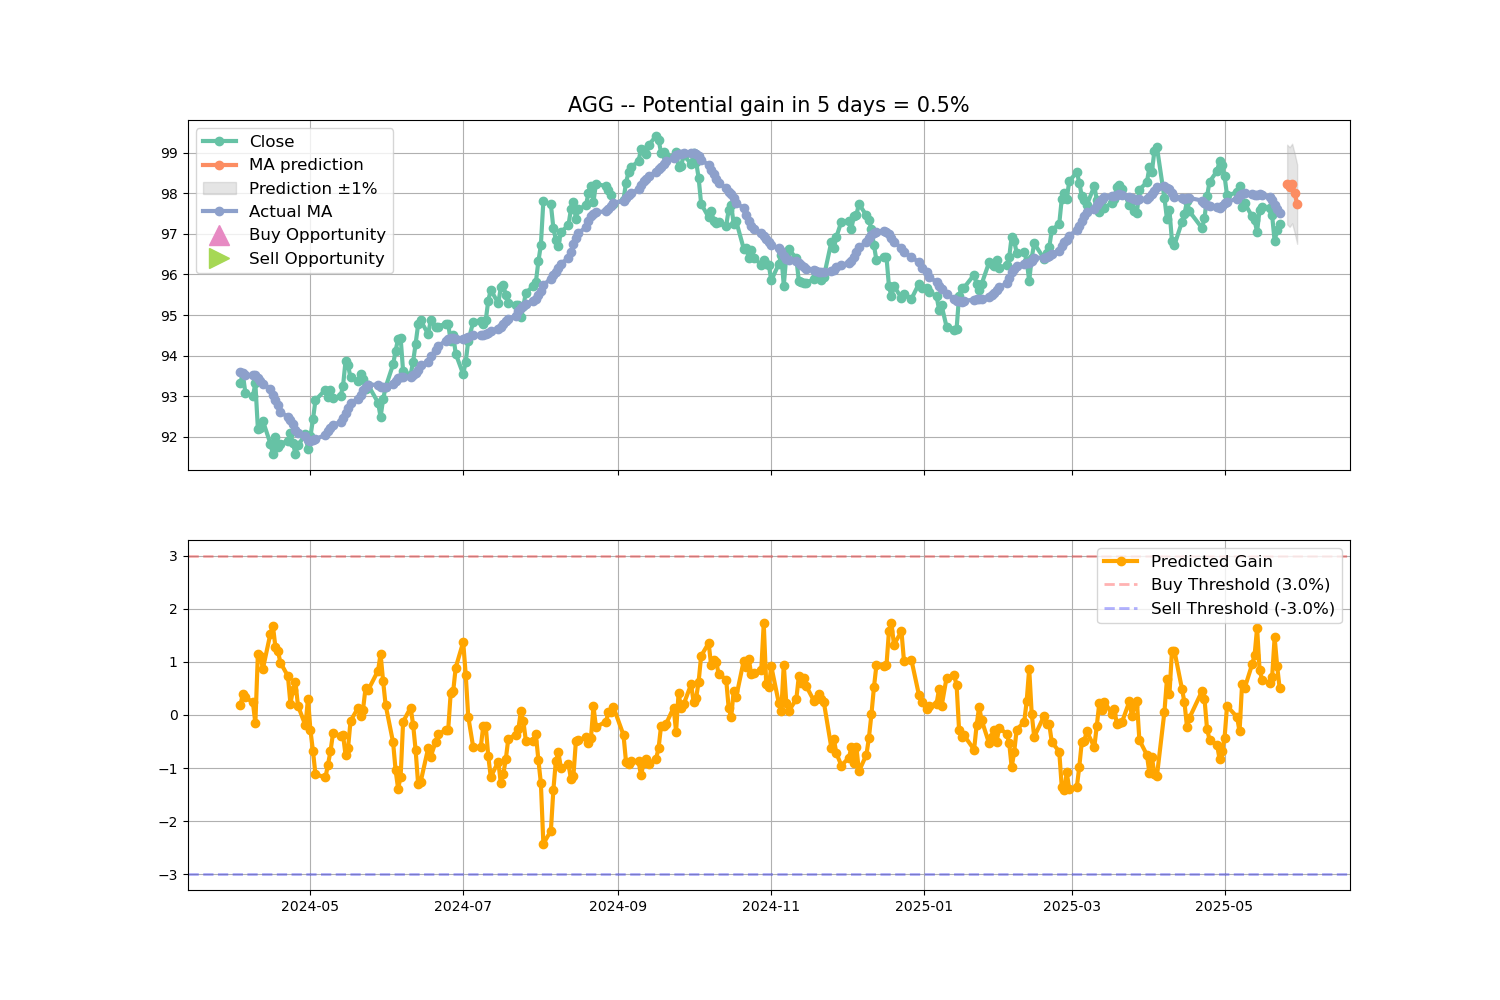 AGG -- Potential gain in 5 days = 0.5%
Close
MA prediction
Prediction ±1%
Actual MA
Buy Opportunity
Sell Opportunity
99
98
97
96
95
94
93
92
Predicted Gain
Buy Threshold (3.0%)
Sell Threshold (-3.0%)
3
2
1
0
−1
−2
−3
2024-05
2024-07
2024-09
2024-11
2025-01
2025-03
2025-05